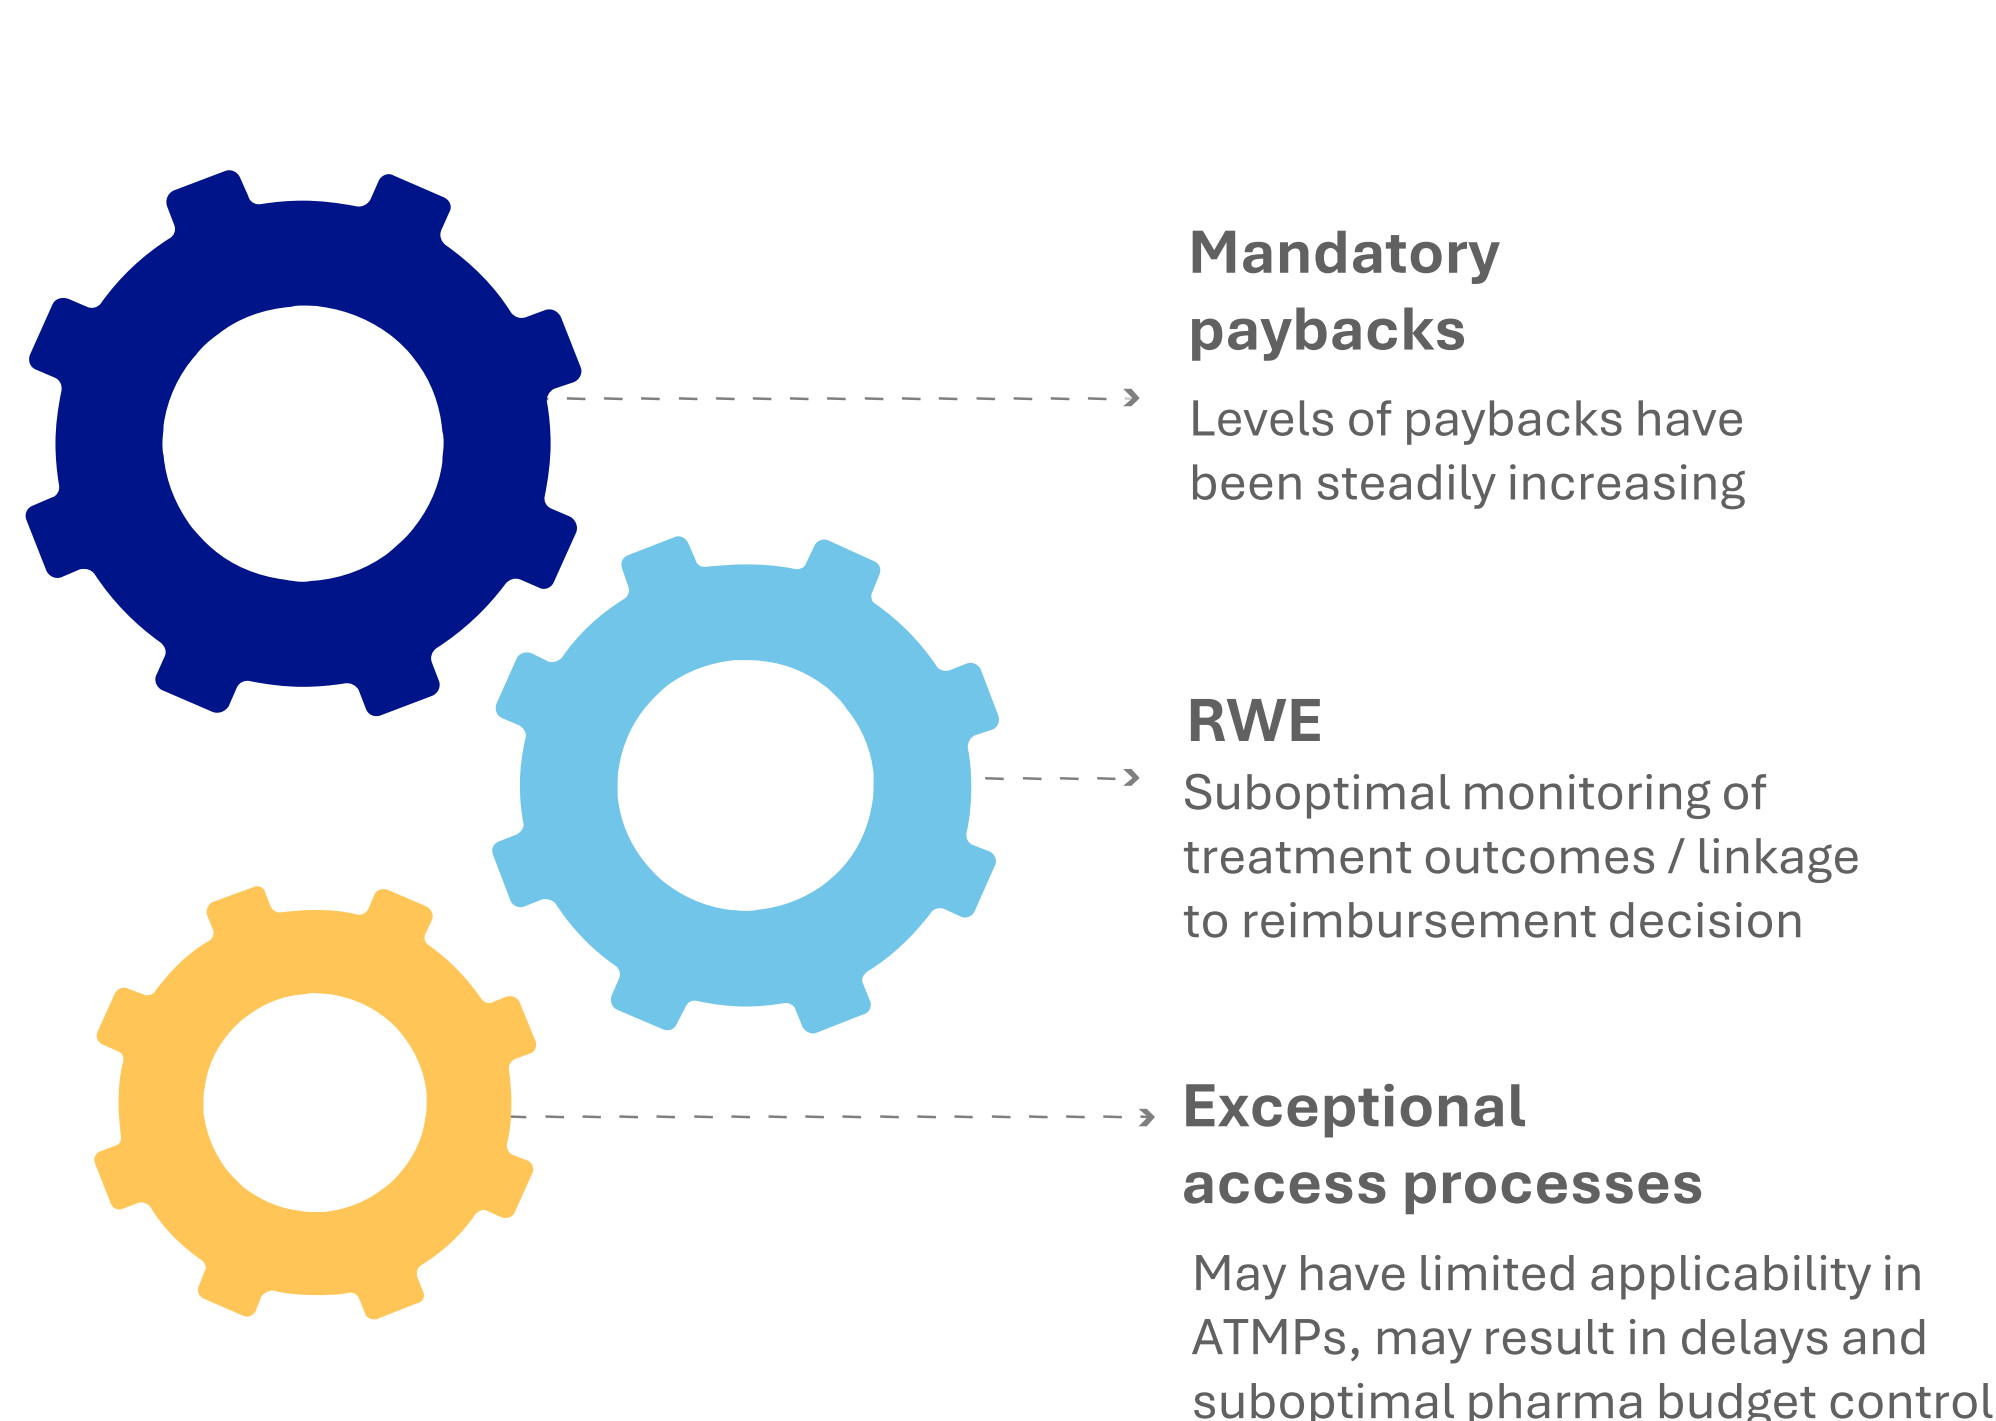 Mandatory
paybacks
Levels of paybacks have
been steadily increasing
RWE
Suboptimal monitoring of
treatment outcomes / linkage
to reimbursement decision
Exceptional
access processes
May have limited applicability in
ATMPs, may result in delays and
suboptimal pharma budget control